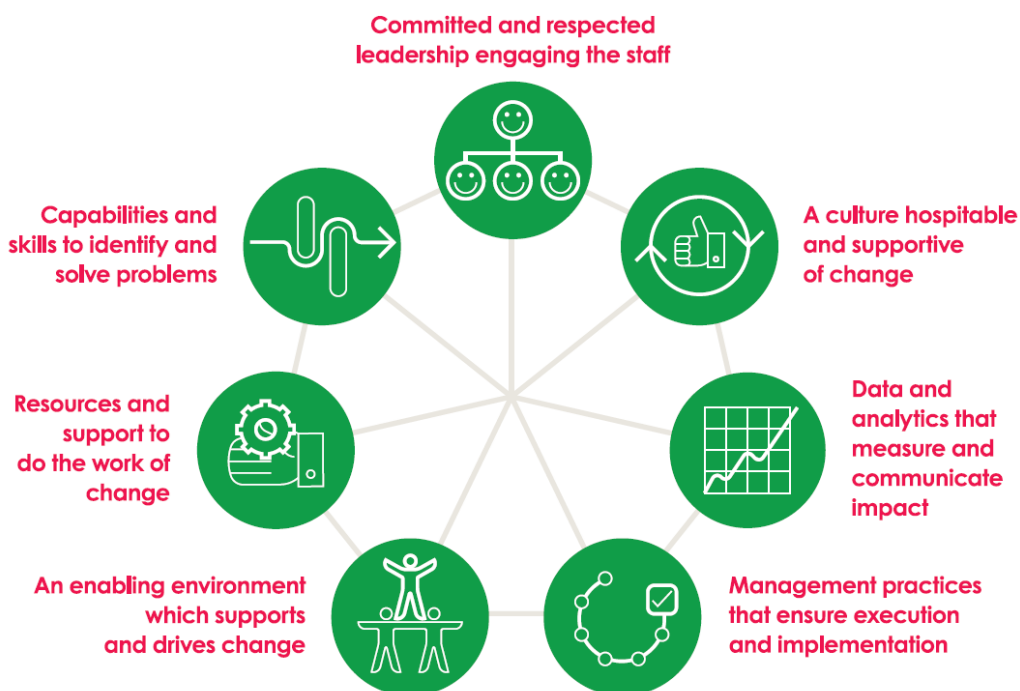 Committed and respected
leadership engaging the staff
A culture hospitable
and supportive
of change
Data and
analytics that
measure and
communicate
impact
Management practices
that ensure execution
and implementation
An enabling environment
which supports
and drives change
Resources and
support to
do the work of
change
Capabilities and
skills to identify and
solve problems